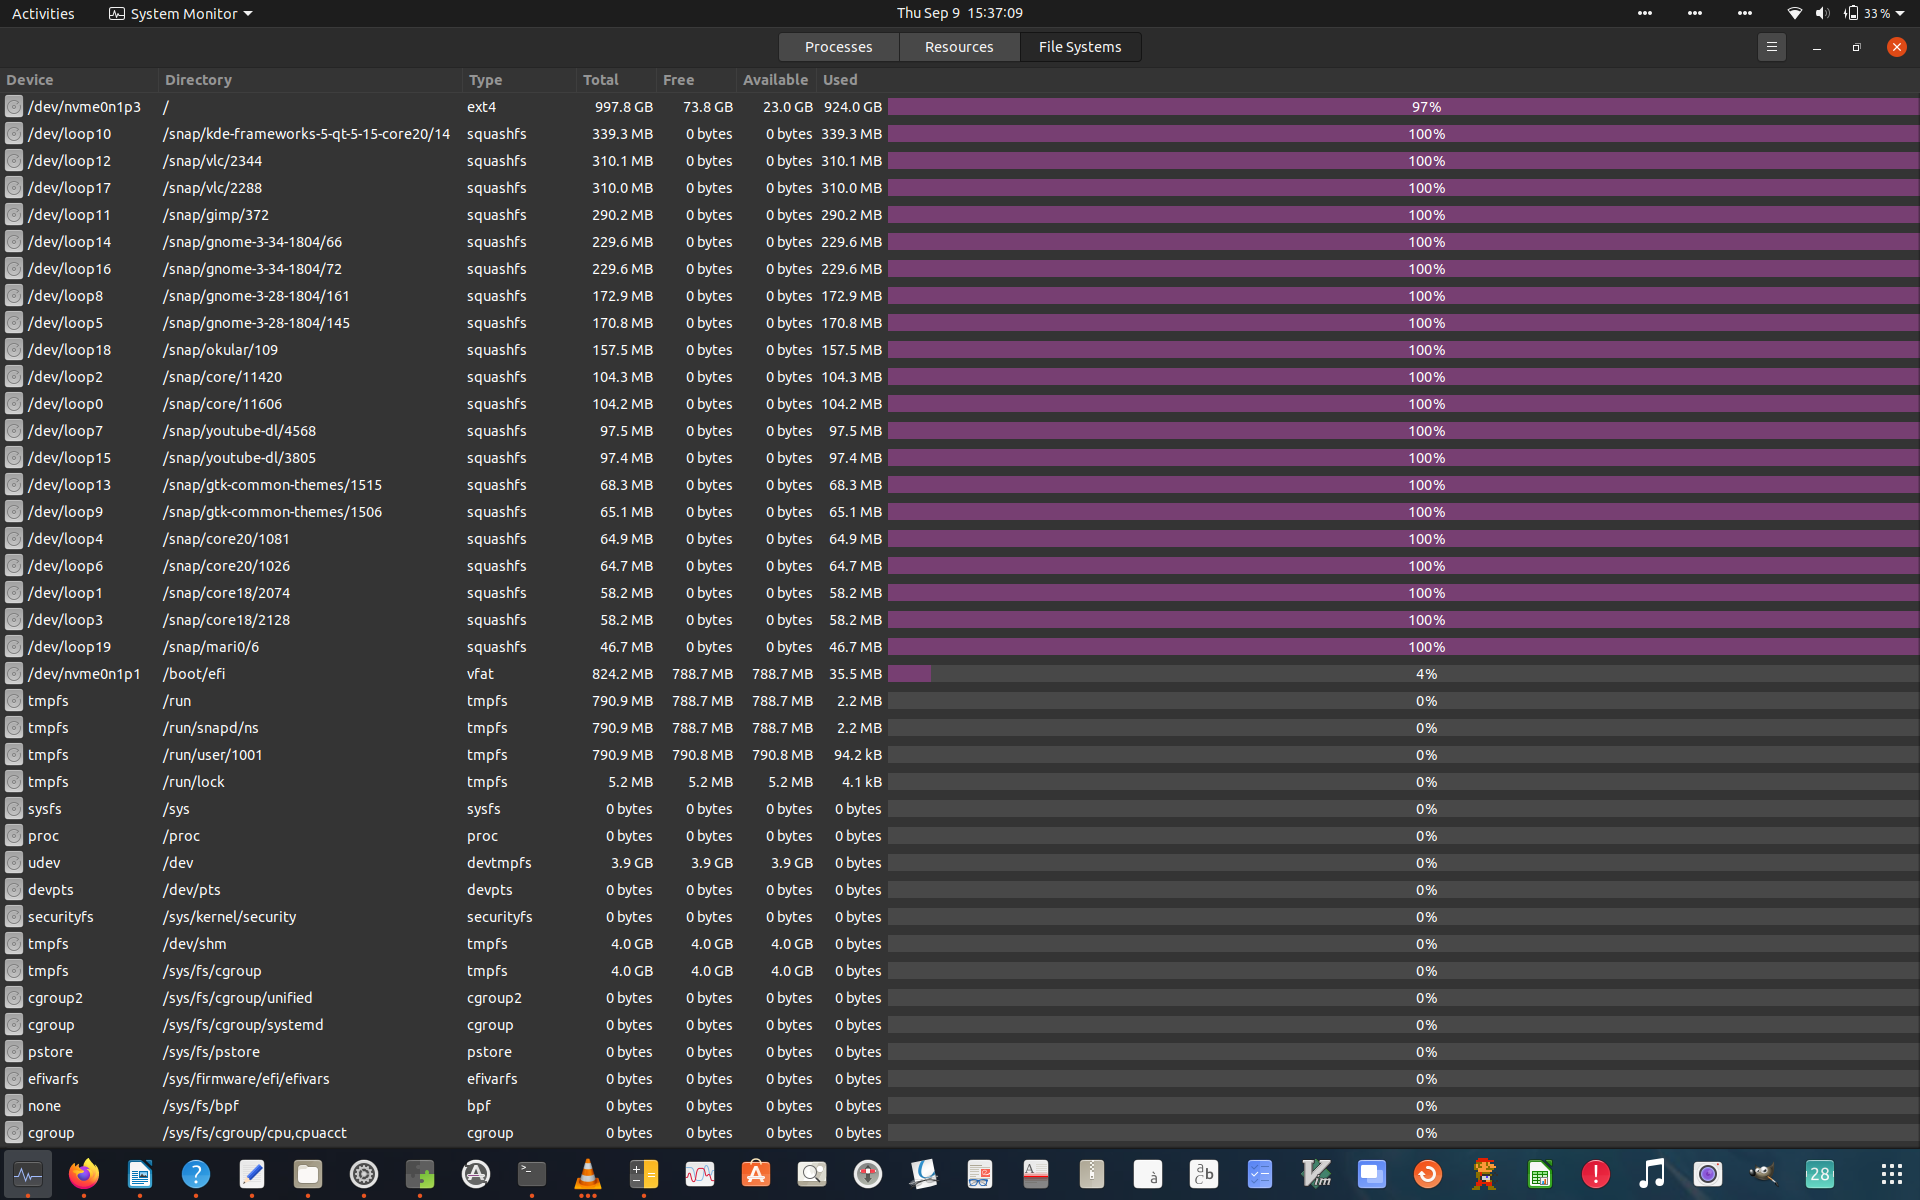 Activities System Monitor Thu Sep 9 15:37:09 33 %
Processes Resources File Systems
Device Directory Type Total Free Available Used
/dev/nvme0n1p3 / ext4 997.8 GB 73.8 GB 23.0 GB 924.0 GB 97%
/dev/loop10 /snap/kde-frameworks-5-qt-5-15-core20/14 squashfs 339.3 MB 0 bytes 0 bytes 339.3 MB 100%
/dev/loop12 /snap/vlc/2344 squashfs 310.1 MB 0 bytes 0 bytes 310.1 MB 100%
/dev/loop17 /snap/vlc/2288 squashfs 310.0 MB 0 bytes 0 bytes 310.0 MB 100%
/dev/loop11 /snap/gimp/372 squashfs 290.2 MB 0 bytes 0 bytes 290.2 MB 100%
/dev/loop14 /snap/gnome-3-34-1804/66 squashfs 229.6 MB 0 bytes 0 bytes 229.6 MB 100%
/dev/loop16 /snap/gnome-3-34-1804/72 squashfs 229.6 MB 0 bytes 0 bytes 229.6 MB 100%
/dev/loop8 /snap/gnome-3-28-1804/161 squashfs 172.9 MB 0 bytes 0 bytes 172.9 MB 100%
/dev/loop5 /snap/gnome-3-28-1804/145 squashfs 170.8 MB 0 bytes 0 bytes 170.8 MB 100%
/dev/loop18 /snap/okular/109 squashfs 157.5 MB 0 bytes 0 bytes 157.5 MB 100%
/dev/loop2 /snap/core/11420 squashfs 104.3 MB 0 bytes 0 bytes 104.3 MB 100%
/dev/loop0 /snap/core/11606 squashfs 104.2 MB 0 bytes 0 bytes 104.2 MB 100%
/dev/loop7 /snap/youtube-dl/4568 squashfs 97.5 MB 0 bytes 0 bytes 97.5 MB 100%
/dev/loop15 /snap/youtube-dl/3805 squashfs 97.4 MB 0 bytes 0 bytes 97.4 MB 100%
/dev/loop13 /snap/gtk-common-themes/1515 squashfs 68.3 MB 0 bytes 0 bytes 68.3 MB 100%
/dev/loop9 /snap/gtk-common-themes/1506 squashfs 65.1 MB 0 bytes 0 bytes 65.1 MB 100%
/dev/loop4 /snap/core20/1081 squashfs 64.9 MB 0 bytes 0 bytes 64.9 MB 100%
/dev/loop6 /snap/core20/1026 squashfs 64.7 MB 0 bytes 0 bytes 64.7 MB 100%
/dev/loop1 /snap/core18/2074 squashfs 58.2 MB 0 bytes 0 bytes 58.2 MB 100%
/dev/loop3 /snap/core18/2128 squashfs 58.2 MB 0 bytes 0 bytes 58.2 MB 100%
/dev/loop19 /snap/mari0/6 squashfs 46.7 MB 0 bytes 0 bytes 46.7 MB 100%
/dev/nvme0n1p1 /boot/efi vfat 824.2 MB 788.7 MB 788.7 MB 35.5 MB 4%
tmpfs /run tmpfs 790.9 MB 788.7 MB 788.7 MB 2.2 MB 0%
tmpfs /run/snapd/ns tmpfs 790.9 MB 788.7 MB 788.7 MB 2.2 MB 0%
tmpfs /run/user/1001 tmpfs 790.9 MB 790.8 MB 790.8 MB 94.2 kB 0%
tmpfs /run/lock tmpfs 5.2 MB 5.2 MB 5.2 MB 4.1 kB 0%
sysfs /sys sysfs 0 bytes 0 bytes 0 bytes 0 bytes 0%
proc /proc proc 0 bytes 0 bytes 0 bytes 0 bytes 0%
udev /dev devtmpfs 3.9 GB 3.9 GB 3.9 GB 0 bytes 0%
devpts /dev/pts devpts 0 bytes 0 bytes 0 bytes 0 bytes 0%
securityfs /sys/kernel/security securityfs 0 bytes 0 bytes 0 bytes 0 bytes 0%
tmpfs /dev/shm tmpfs 4.0 GB 4.0 GB 4.0 GB 0 bytes 0%
tmpfs /sys/fs/cgroup tmpfs 4.0 GB 4.0 GB 4.0 GB 0 bytes 0%
cgroup2 /sys/fs/cgroup/unified cgroup2 0 bytes 0 bytes 0 bytes 0 bytes 0%
cgroup /sys/fs/cgroup/systemd cgroup 0 bytes 0 bytes 0 bytes 0 bytes 0%
pstore /sys/fs/pstore pstore 0 bytes 0 bytes 0 bytes 0 bytes 0%
efivarfs /sys/firmware/efi/efivars efivarfs 0 bytes 0 bytes 0 bytes 0 bytes 0%
none /sys/fs/bpf bpf 0 bytes 0 bytes 0 bytes 0 bytes 0%
cgroup /sys/fs/cgroup/cpu,cpuacct cgroup 0 bytes 0 bytes 0 bytes 0 bytes 0%
? A à a b c Vim 28